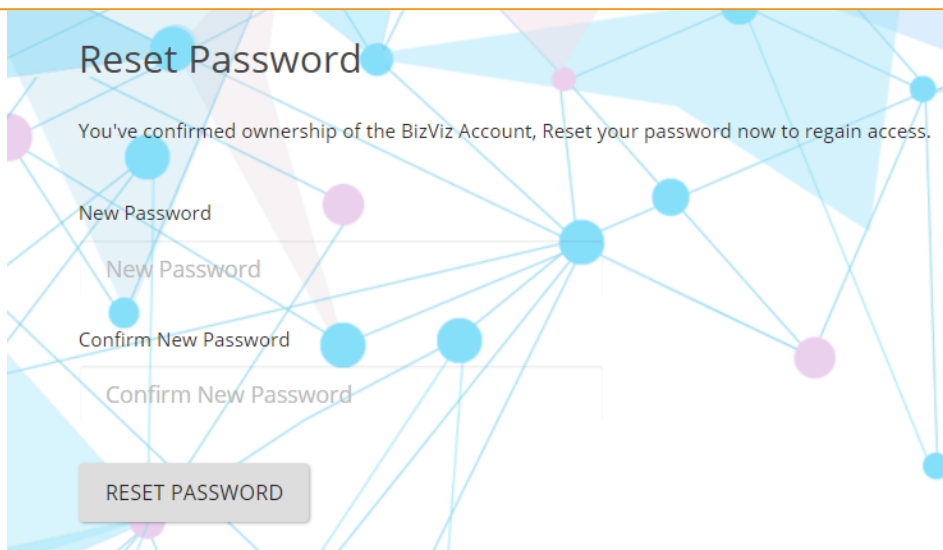 Reset Password
You've confirmed ownership of the BizViz Account, Reset your password now to regain access.
New Password
New Password
Confirm New Password
Confirm New Password
RESET PASSWORD